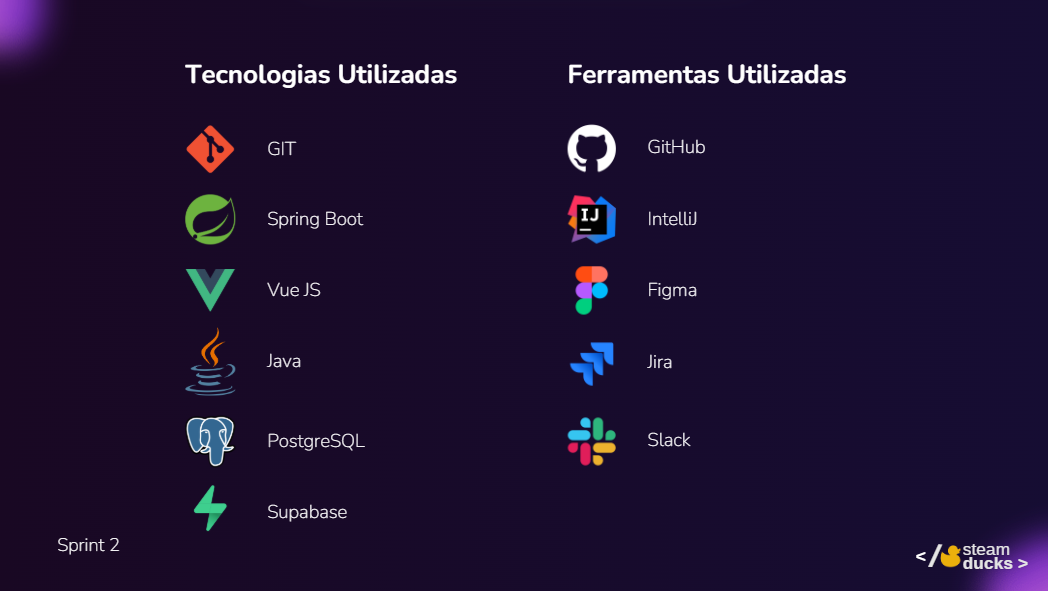 Tecnologias Utilizadas
GIT
Spring Boot
Vue JS
Java
PostgreSQL
Supabase
Ferramentas Utilizadas
GitHub
IJ
IntelliJ
Figma
Jira
Slack
Sprint 2
</ steam
ducks >